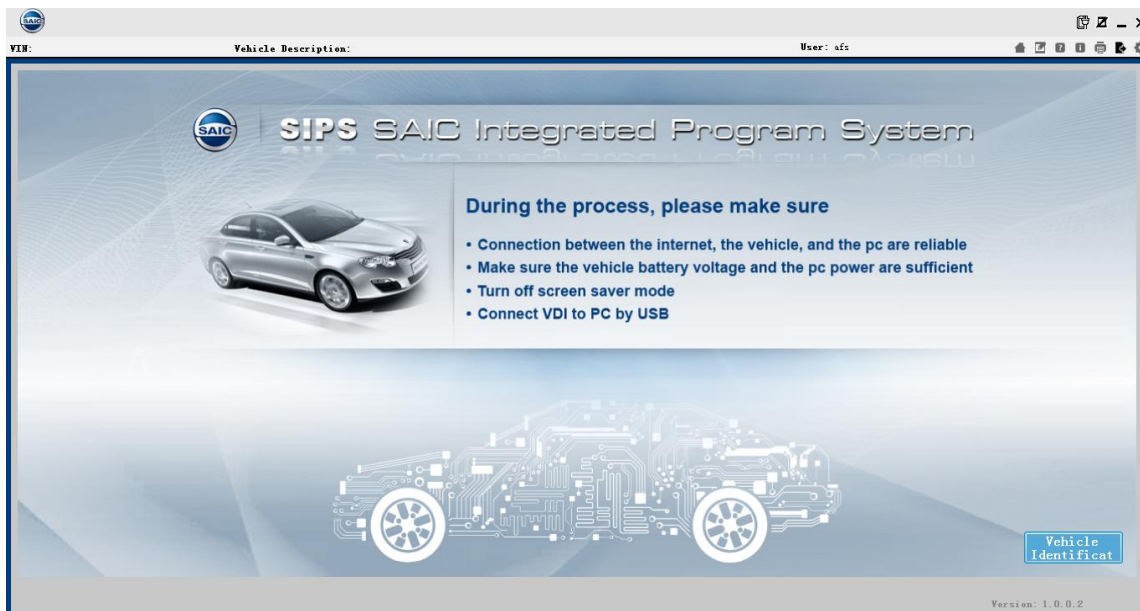 SAIC
VIN: Vehicle Description: User: afs
SAIC SIPS SAIC Integrated Program System
During the process, please make sure
• Connection between the internet, the vehicle, and the pc are reliable
• Make sure the vehicle battery voltage and the pc power are sufficient
• Turn off screen saver mode
• Connect VDI to PC by USB
Vehicle
Identificat
Version: 1.0.0.2